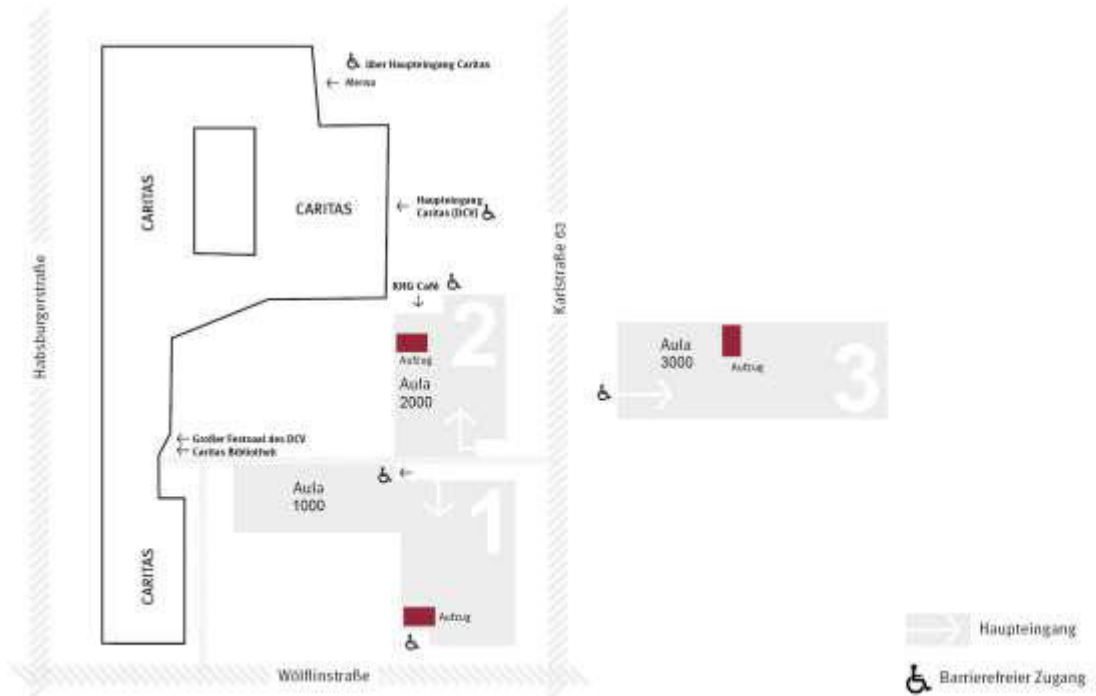 über Haupteingang Caritas
← Mensa
CARITAS
CARITAS
← Haupteingang
Caritas (DCV)
Habsburgerstraße
Karlstraße 63
KHG Café
↓
2
Aufzug
Aula
2000
Aula
3000
Aufzug
3
← Großer Festsaal des DCV
← Caritas Bibliothek
←
Aula
1000
1
CARITAS
Aufzug
Wölflinstraße
Haupteingang
Barrierefreier Zugang